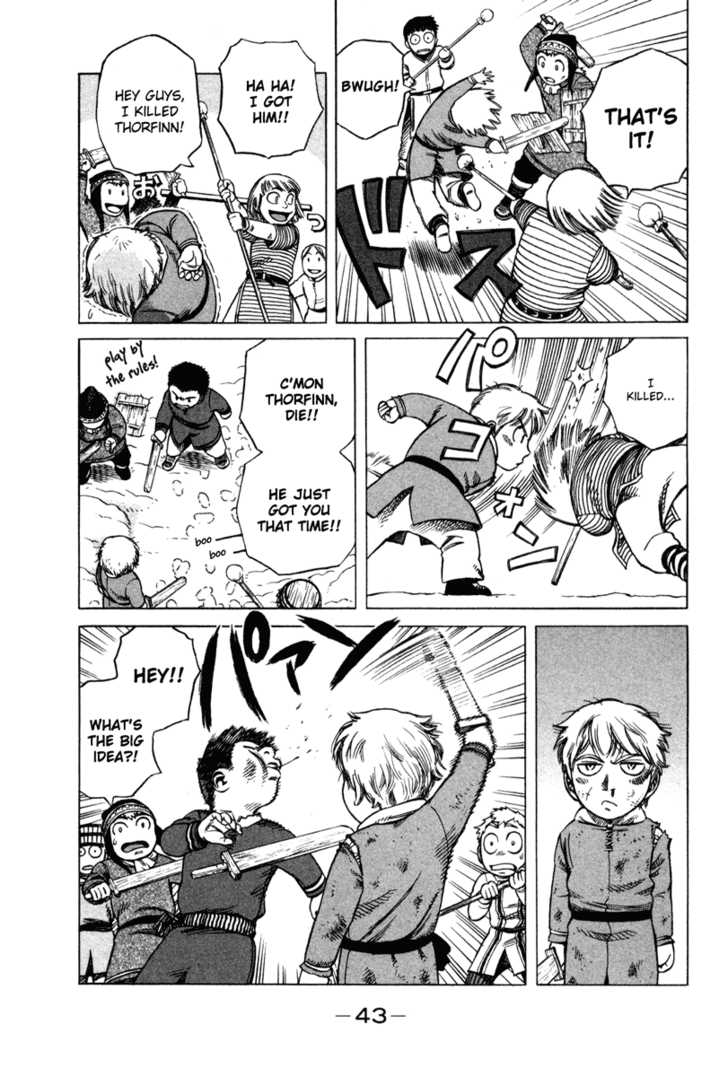 THAT'S
IT!
BWUGH!
ドス
HA HA!
I GOT
HIM!!
HEY GUYS,
I KILLED
THORFINN!
おーっ
I
KILLED...
パコォン
C'MON
THORFINN,
DIE!!
HE JUST
GOT YOU
THAT TIME!!
play by
the rules!
boo
boo
パァン
HEY!!
WHAT'S
THE BIG
IDEA?!
—43—